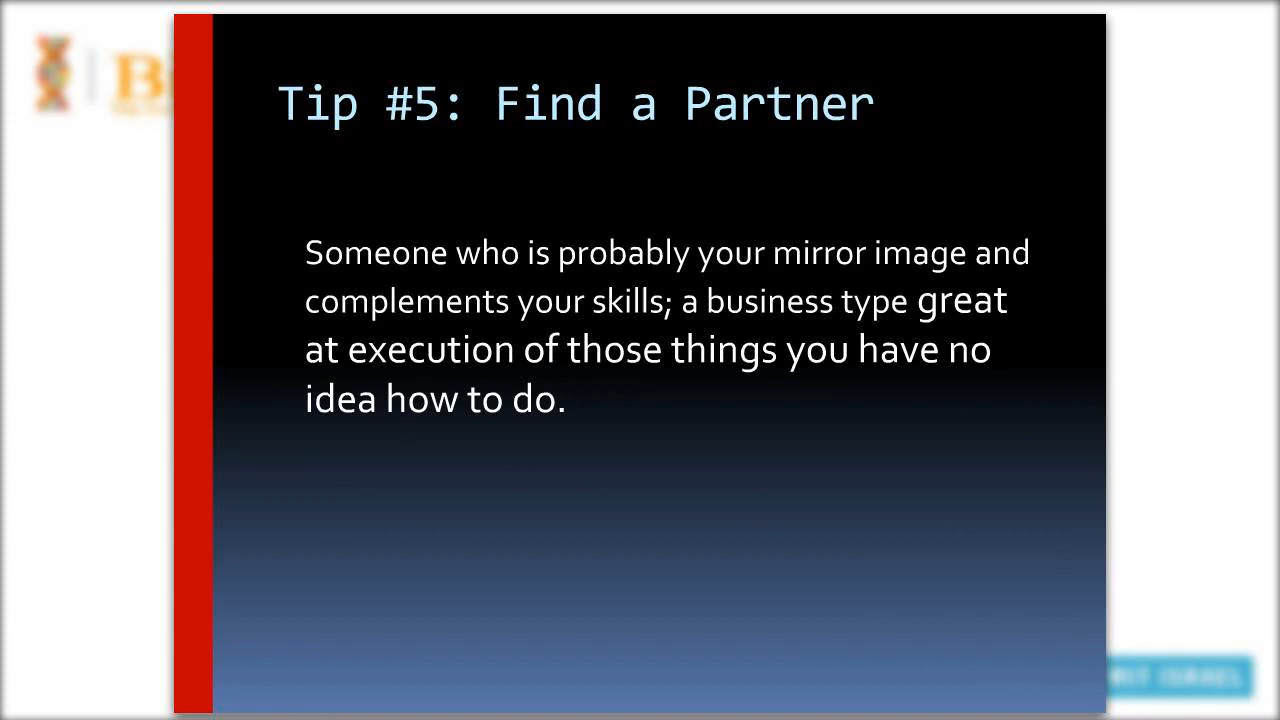 Tip #5: Find a Partner
Someone who is probably your mirror image and
complements your skills; a business type great
at execution of those things you have no
idea how to do.
ISRAEL